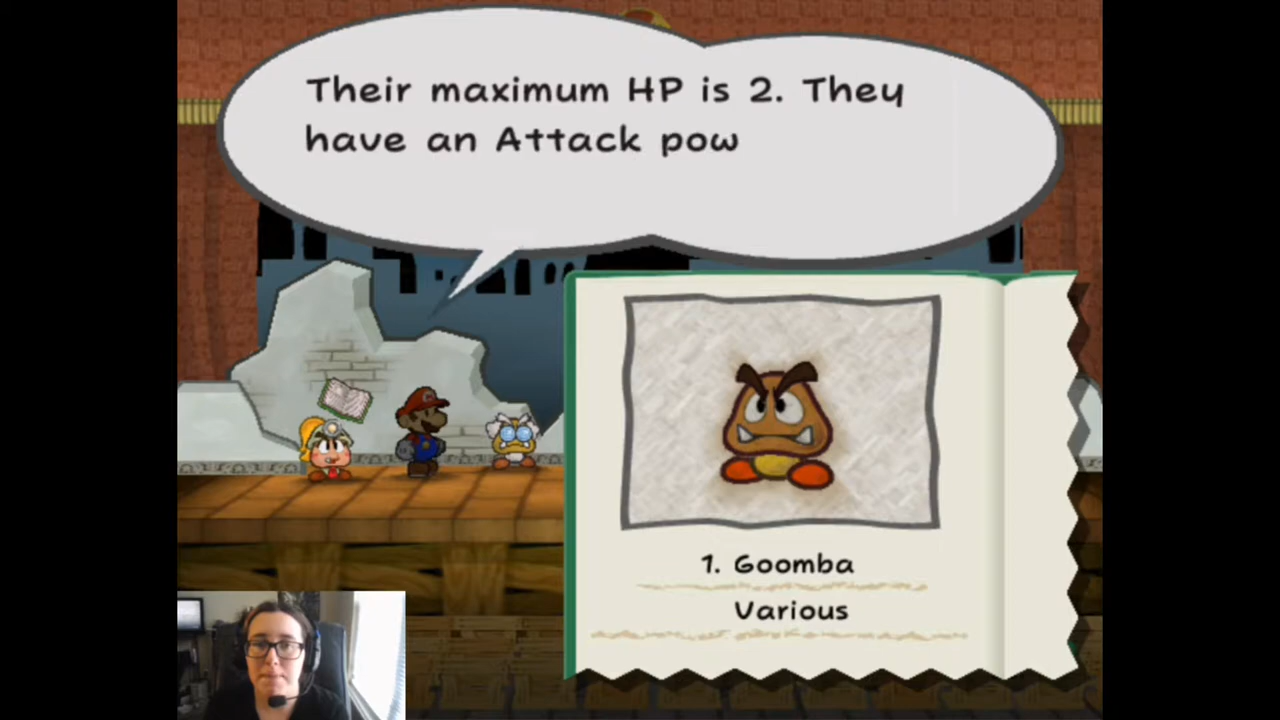 Their maximum HP is 2. They
have an Attack pow
1. Goomba
Various